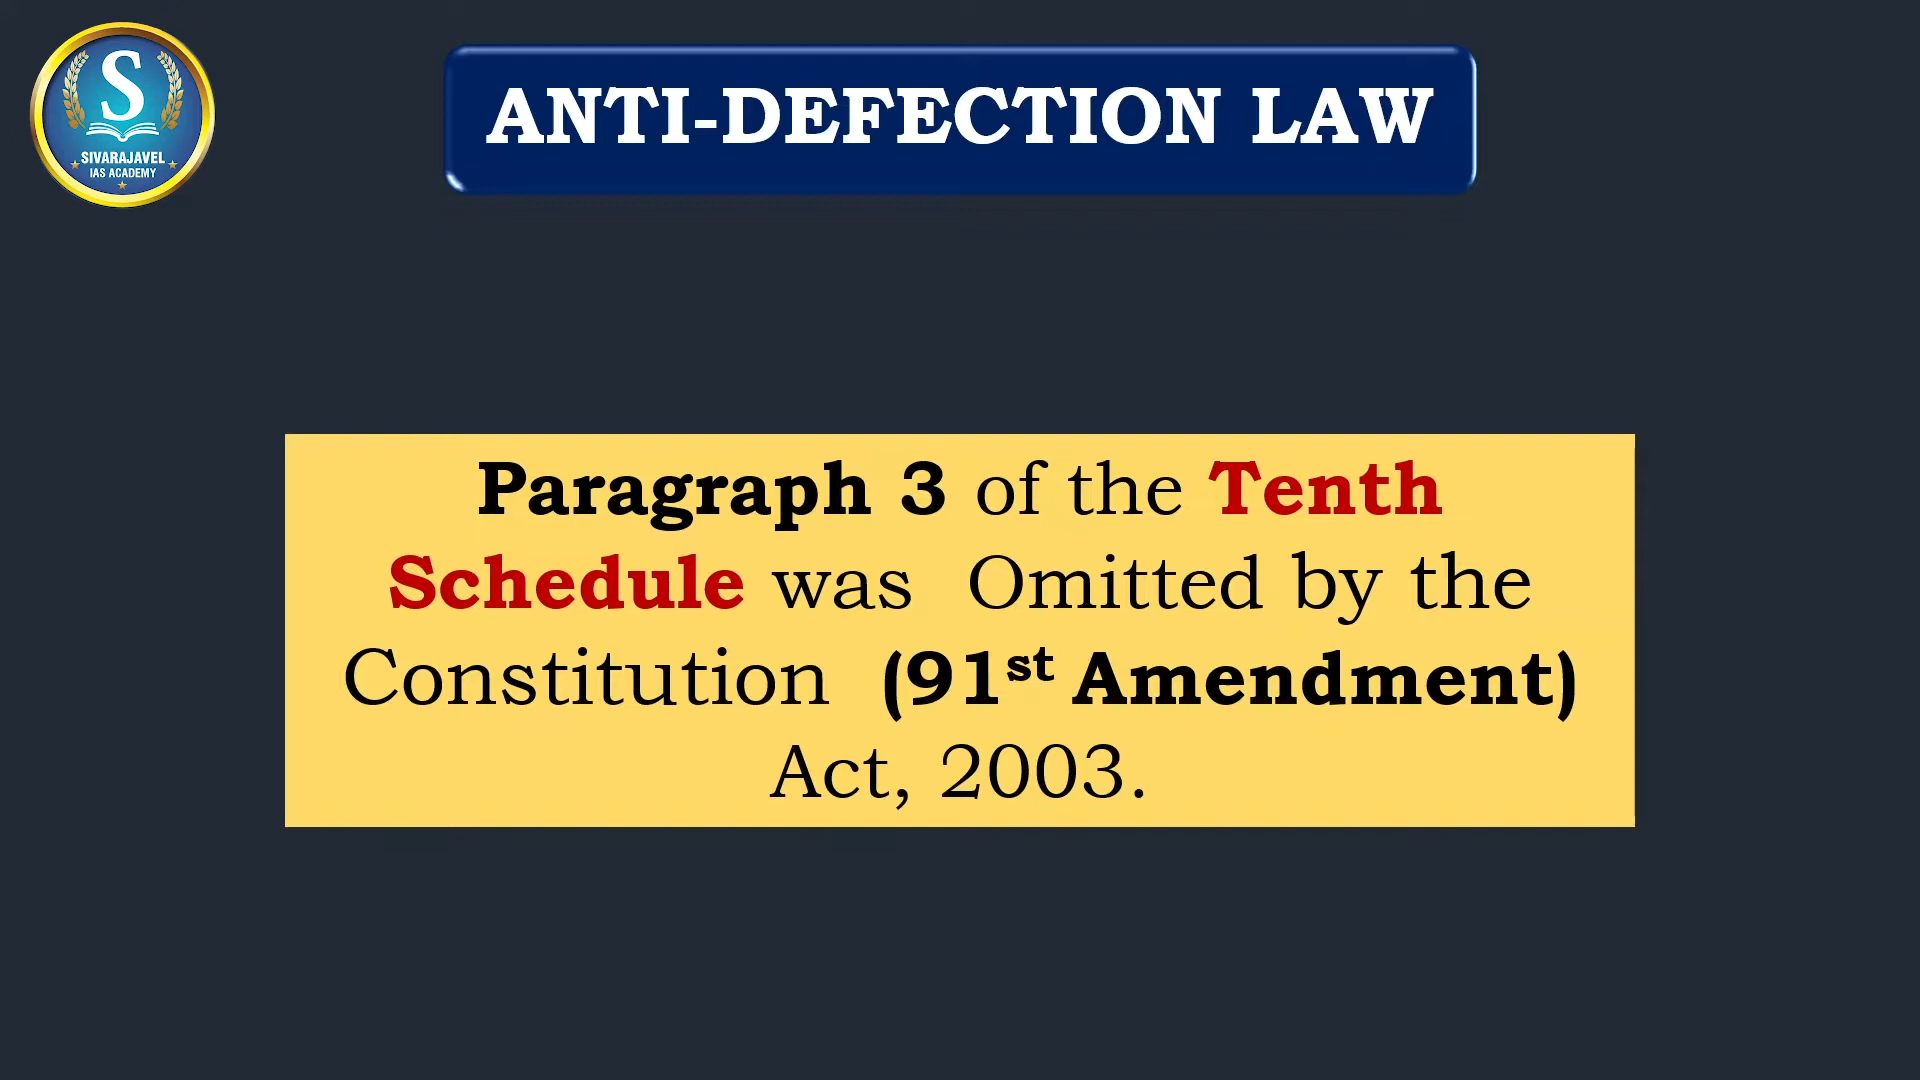 S
SIVARAJAVEL
IAS ACADEMY
ANTI-DEFECTION LAW
Paragraph 3 of the Tenth
Schedule was  Omitted by the
Constitution  (91st Amendment)
Act, 2003.